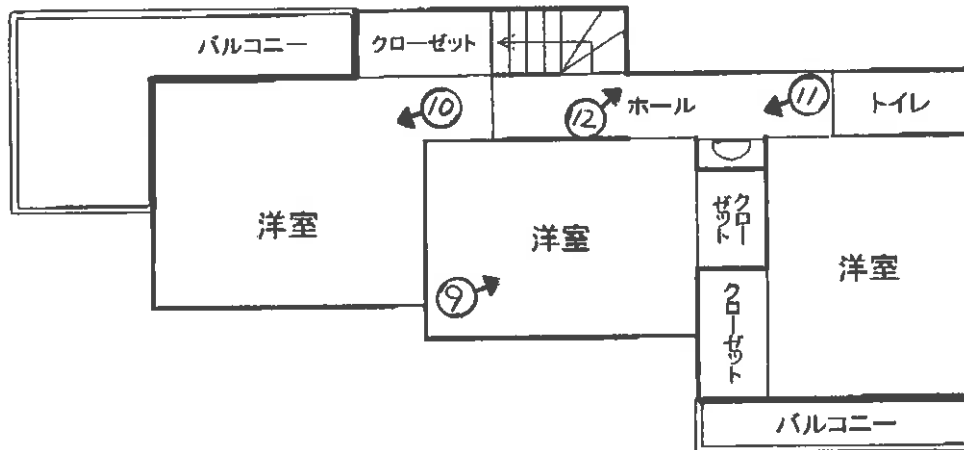 バルコニー
クローゼット
⑩
⑫
ホール
⑪
トイレ
洋室
洋室
クローゼット
洋室
⑨
クローゼット
バルコニー